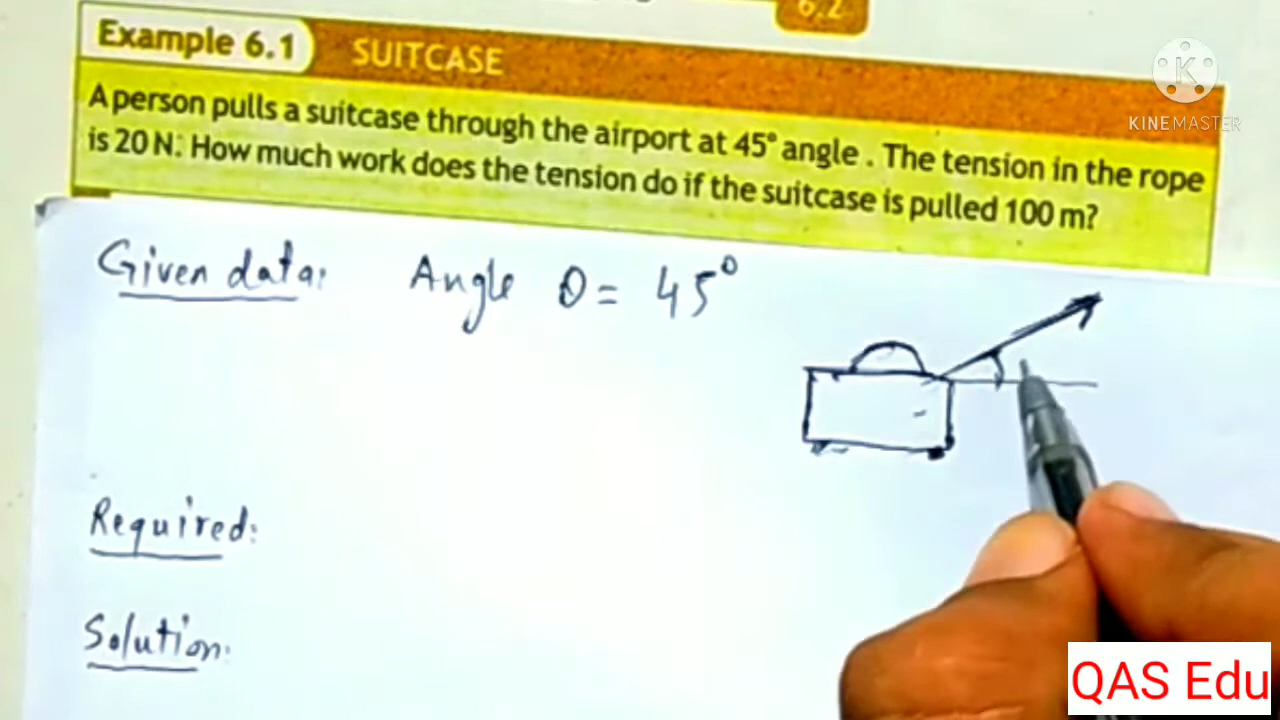 6.2
Example 6.1 SUITCASE
KINEMASTER
A person pulls a suitcase through the airport at 45° angle . The tension in the rope
is 20 N. How much work does the tension do if the suitcase is pulled 100 m?
Given data: Angle θ = 45°
Required:
Solution:
QAS Edu